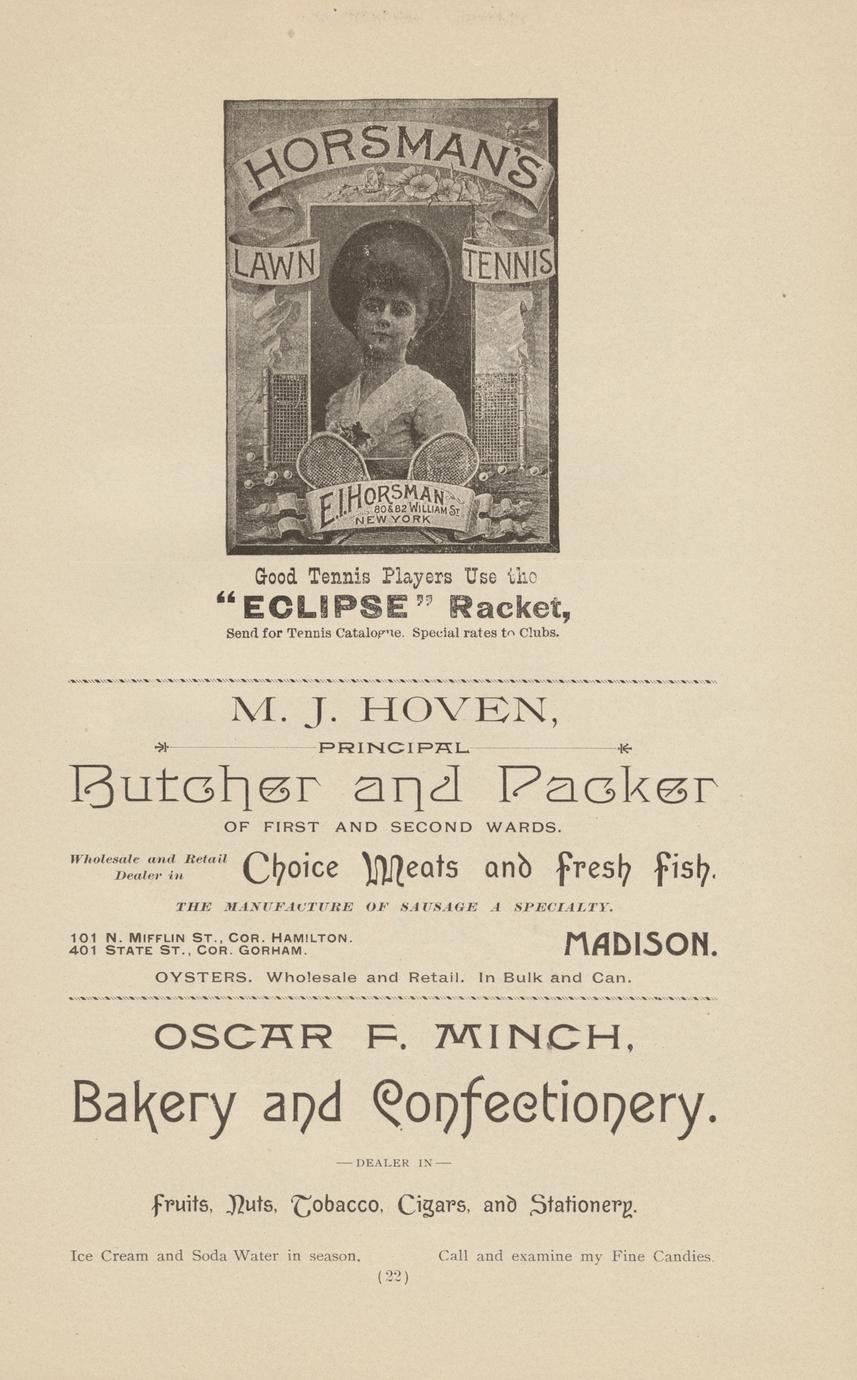 HORSMAN'S
LAWN TENNIS
E.I. HORSMAN
80 & 82 WILLIAM ST.
NEW YORK
Good Tennis Players Use the
"ECLIPSE" Racket,
Send for Tennis Catalogue. Special rates to Clubs.
M. J. HOVEN,
PRINCIPAL
Butcher and Packer
OF FIRST AND SECOND WARDS.
Wholesale and Retail
Dealer in
Choice Meats and Fresh Fish.
THE MANUFACTURE OF SAUSAGE A SPECIALTY.
101 N. MIFFLIN ST., COR. HAMILTON.
401 STATE ST., COR. GORHAM.
MADISON.
OYSTERS. Wholesale and Retail. In Bulk and Can.
OSCAR F. MINCH,
Bakery and Confectionery.
—DEALER IN—
Fruits, Nuts, Tobacco, Cigars, and Stationery.
Ice Cream and Soda Water in season. Call and examine my Fine Candies.
(22)